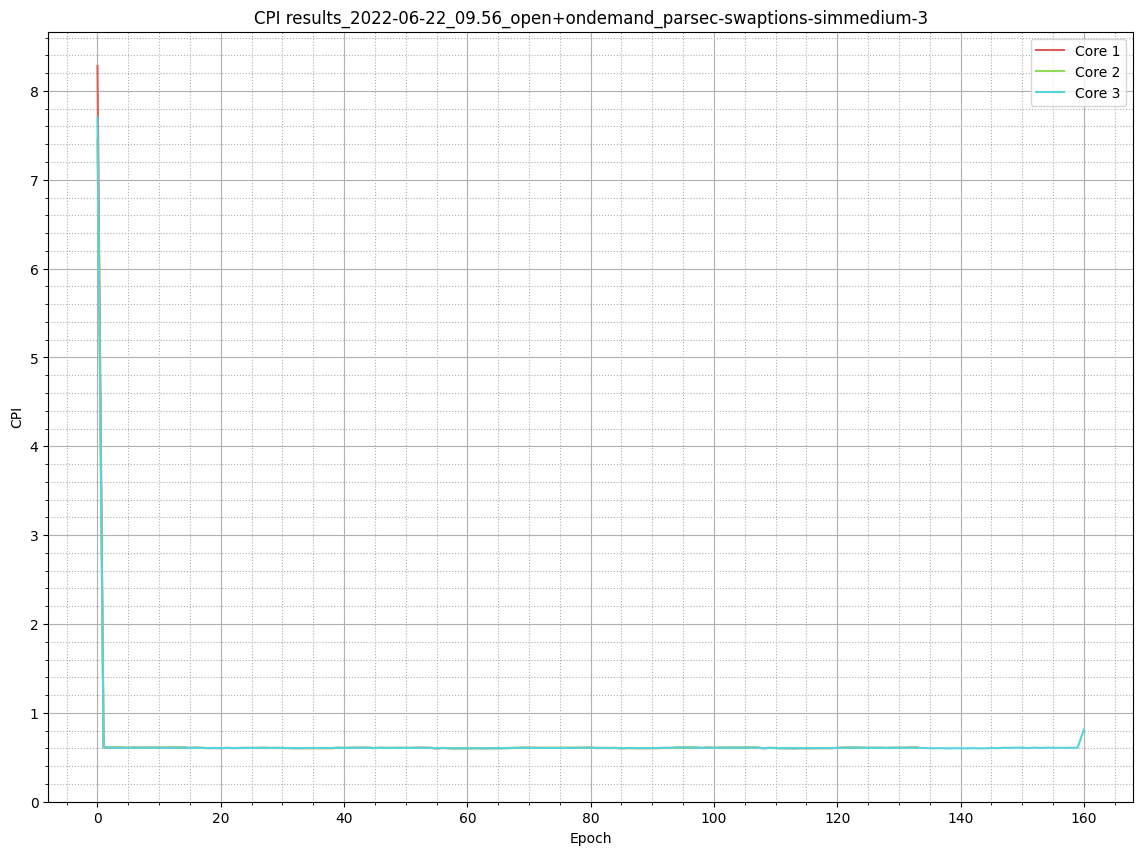 CPI results_2022-06-22_09.56_open+ondemand_parsec-swaptions-simmedium-3
Core 1
Core 2
Core 3
8
7
6
5
4
3
2
1
0
CPI
0 20 40 60 80 100 120 140 160
Epoch